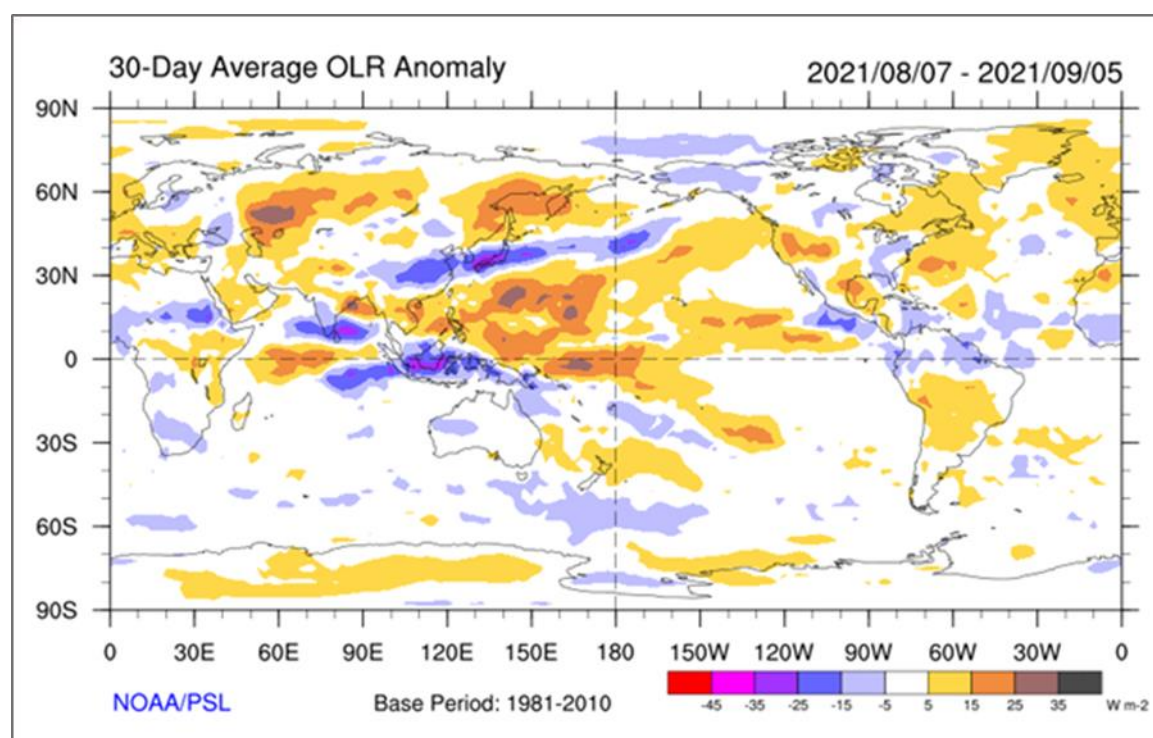 30-Day Average OLR Anomaly 2021/08/07 - 2021/09/05
90N
60N
30N
0
30S
60S
90S
0 30E 60E 90E 120E 150E 180 150W 120W 90W 60W 30W 0
NOAA/PSL Base Period: 1981-2010
-45 -35 -25 -15 -5 5 15 25 35 W m-2